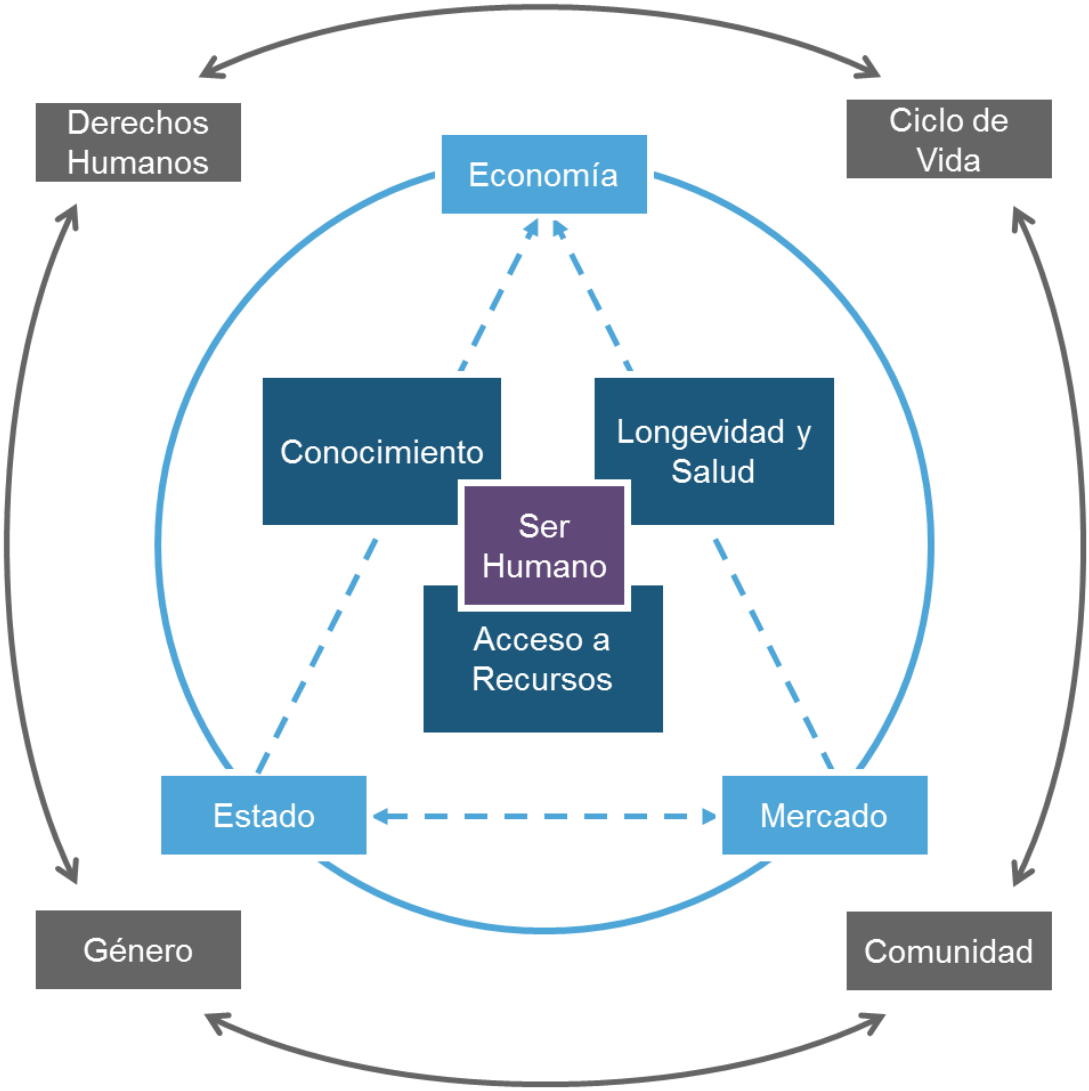 Derechos
Humanos
Ciclo de
Vida
Economía
Conocimiento
Longevidad y
Salud
Ser
Humano
Acceso a
Recursos
Estado
Mercado
Género
Comunidad